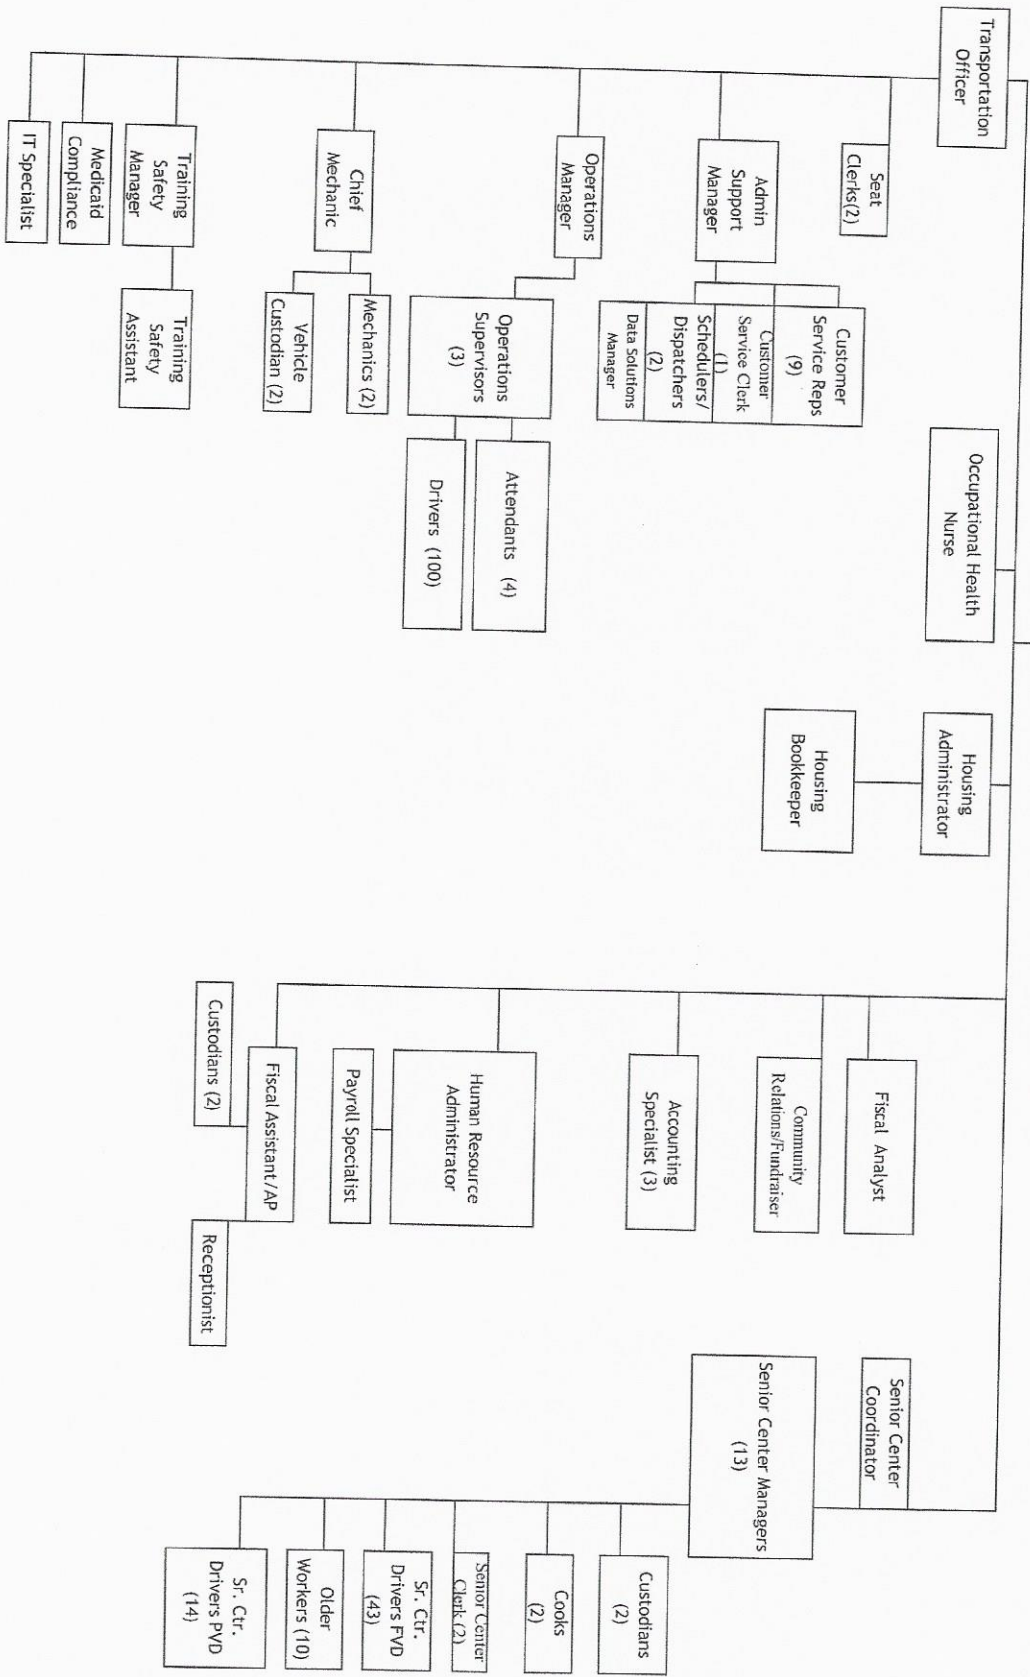 Transportation
Officer
Seat
Clerks(2)
Admin
Support
Manager
Customer
Service Reps
(9)
Customer
Service Clerk
(1)
Schedulers/
Dispatchers
(2)
Data Solutions
Manager
Operations
Manager
Operations
Supervisors
(3)
Attendants (4)
Drivers (100)
Chief
Mechanic
Mechanics (2)
Vehicle
Custodian (2)
Training
Safety
Manager
Training
Safety
Assistant
Medicaid
Compliance
IT Specialist
Occupational Health
Nurse
Housing
Administrator
Housing
Bookkeeper
Fiscal Analyst
Community
Relations/Fundraiser
Accounting
Specialist (3)
Human Resource
Administrator
Payroll Specialist
Fiscal Assistant/AP
Custodians (2)
Receptionist
Senior Center
Coordinator
Senior Center Managers
(13)
Custodians
(2)
Cooks
(2)
Senior Center
Clerk (2)
Sr. Ctr.
Drivers FVD
(43)
Older
Workers (10)
Sr. Ctr.
Drivers PVD
(14)